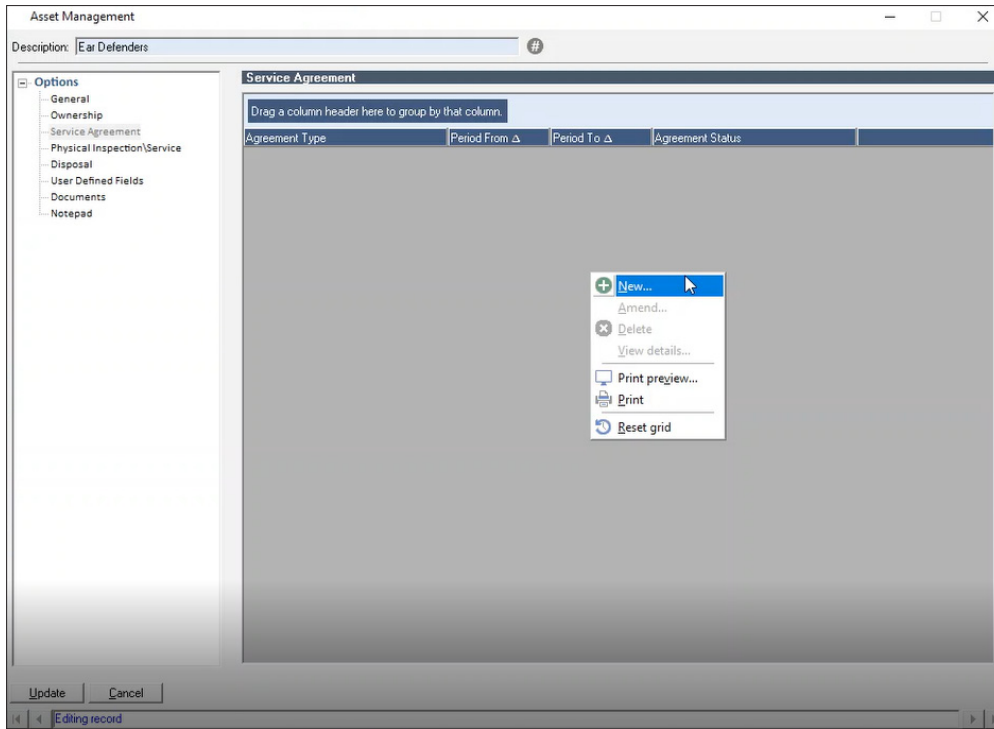 Asset Management
Description: Ear Defenders
#
Options
General
Ownership
Service Agreement
Physical Inspection\Service
Disposal
User Defined Fields
Documents
Notepad
Service Agreement
Drag a column header here to group by that column.
Agreement Type Period From Δ Period To Δ Agreement Status
New...
Amend...
Delete
View details...
Print preview...
Print
Reset grid
Update Cancel
Editing record